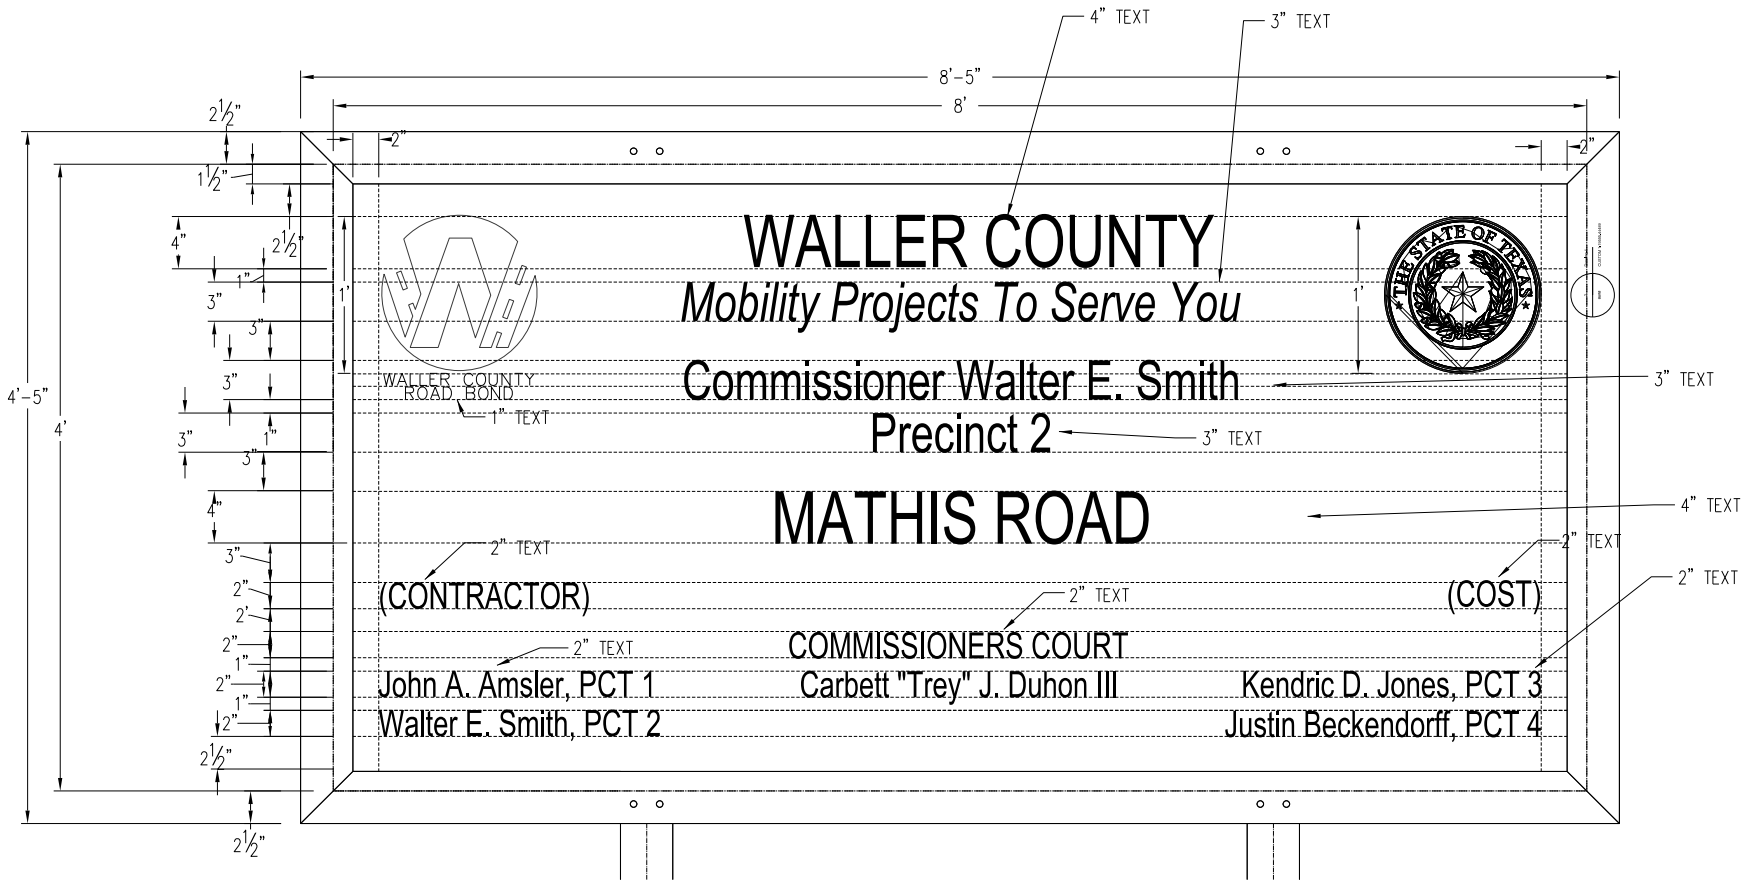 4” TEXT
3” TEXT
8'-5”
8'
2½”
2”
2”
1½”
4”
2½”
WALLER COUNTY
THE STATE OF TEXAS
1”
1'
1'
3”
Mobility Projects To Serve You
3”
WALLER COUNTY
ROAD BOND
Commissioner Walter E. Smith
3” TEXT
3”
4'-5”
4'
1” TEXT
3”
1”
Precinct 2
3” TEXT
3”
4”
MATHIS ROAD
4” TEXT
2” TEXT
2” TEXT
3”
2” TEXT
2”
(CONTRACTOR)
(COST)
2” TEXT
2'
2”
COMMISSIONERS COURT
2” TEXT
1”
2”
John A. Amsler, PCT 1
Carbett "Trey" J. Duhon III
Kendric D. Jones, PCT 3
1”
2”
Walter E. Smith, PCT 2
Justin Beckendorff, PCT 4
2½”
2½”